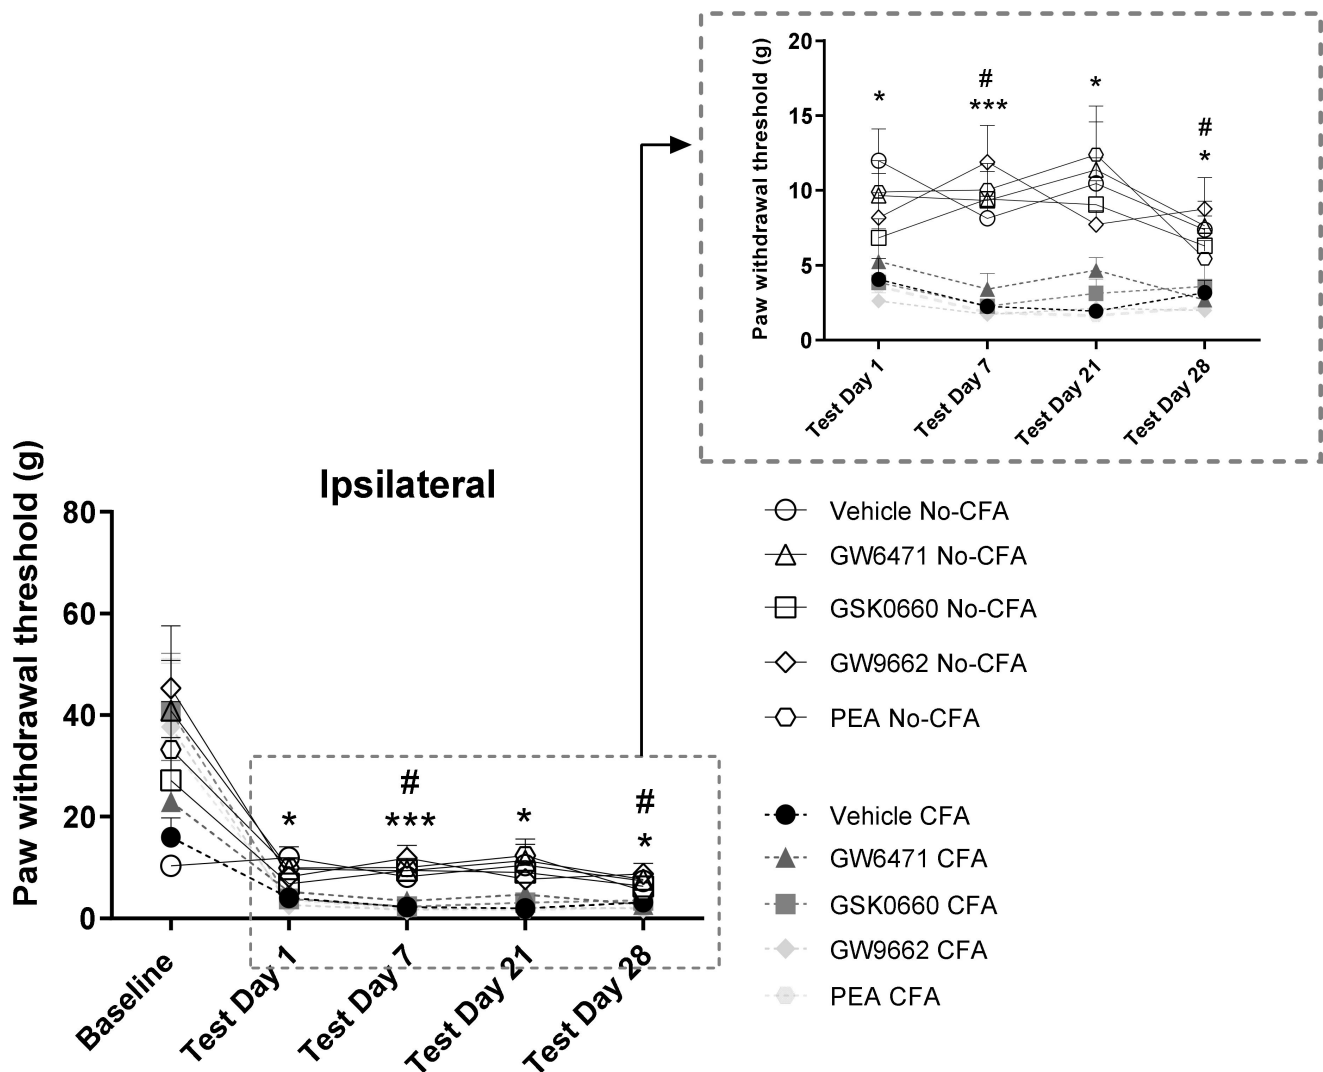 Paw withdrawal threshold (g)
20
15
10
5
0
*
#
***
*
#
*
Test Day 1
Test Day 7
Test Day 21
Test Day 28
Ipsilateral
Paw withdrawal threshold (g)
80
60
40
20
0
*
#
***
*
#
*
Baseline
Test Day 1
Test Day 7
Test Day 21
Test Day 28
Vehicle No-CFA
GW6471 No-CFA
GSK0660 No-CFA
GW9662 No-CFA
PEA No-CFA
Vehicle CFA
GW6471 CFA
GSK0660 CFA
GW9662 CFA
PEA CFA